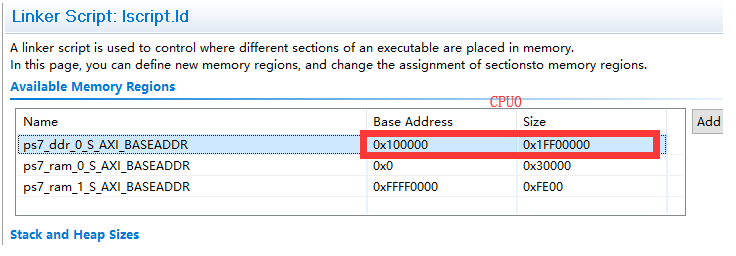 Linker Script: lscript.ld
A linker script is used to control where different sections of an executable are placed in memory.
In this page, you can define new memory regions, and change the assignment of sectionsto memory regions.
Available Memory Regions
CPU0
Name Base Address Size
ps7_ddr_0_S_AXI_BASEADDR 0x100000 0x1FF00000
Add
ps7_ram_0_S_AXI_BASEADDR 0x0 0x30000
ps7_ram_1_S_AXI_BASEADDR 0xFFFF0000 0xFE00
Stack and Heap Sizes